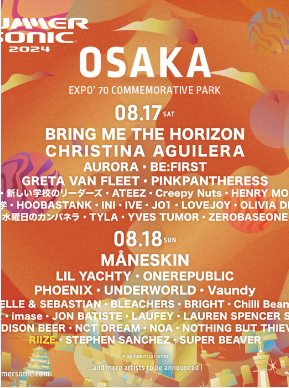 UMMER
SONIC
2024
OSAKA
EXPO' 70 COMMEMORATIVE PARK
08.17 SAT
BRING ME THE HORIZON
CHRISTINA AGUILERA
AURORA・BE:FIRST
GRETA VAN FLEET・PINKPANTHERESS
・新しい学校のリーダーズ・ATEEZ・Creepy Nuts・HENRY MO
・HOOBASTANK・INI・IVE・JO1・LOVEJOY・OLIVIA D
水曜日のカンパネラ・TYLA・YVES TUMOR・ZEROBASEONE
08.18 SUN
MÅNESKIN
LIL YACHTY・ONEREPUBLIC
PHOENIX・UNDERWORLD・Vaundy
ELLE & SEBASTIAN・BLEACHERS・BRIGHT・Chilli Bean
・imase・JON BATISTE・LAUFEY・LAUREN SPENCER S
DISON BEER・NCT DREAM・NOA・NOTHING BUT THIEV
RIIZE・STEPHEN SANCHEZ・SUPER BEAVER
in alphabetical order
...and more artists (to be announced)
mersonic.com